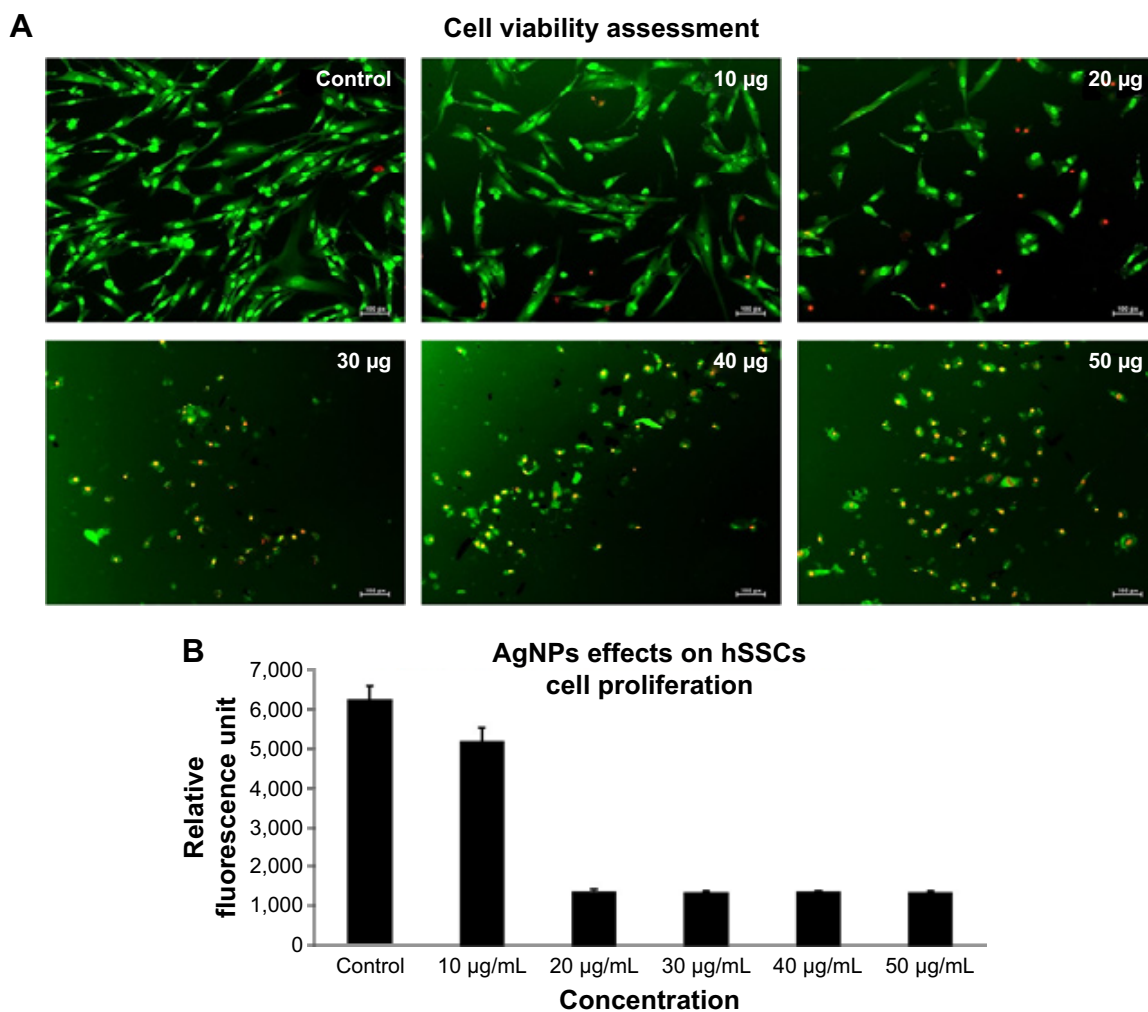 A
Cell viability assessment
Control
10 µg
20 µg
30 µg
40 µg
50 µg
B
AgNPs effects on hSSCs
cell proliferation
Relative
fluorescence unit
7,000
6,000
5,000
4,000
3,000
2,000
1,000
0
Control
10 µg/mL
20 µg/mL
30 µg/mL
40 µg/mL
50 µg/mL
Concentration